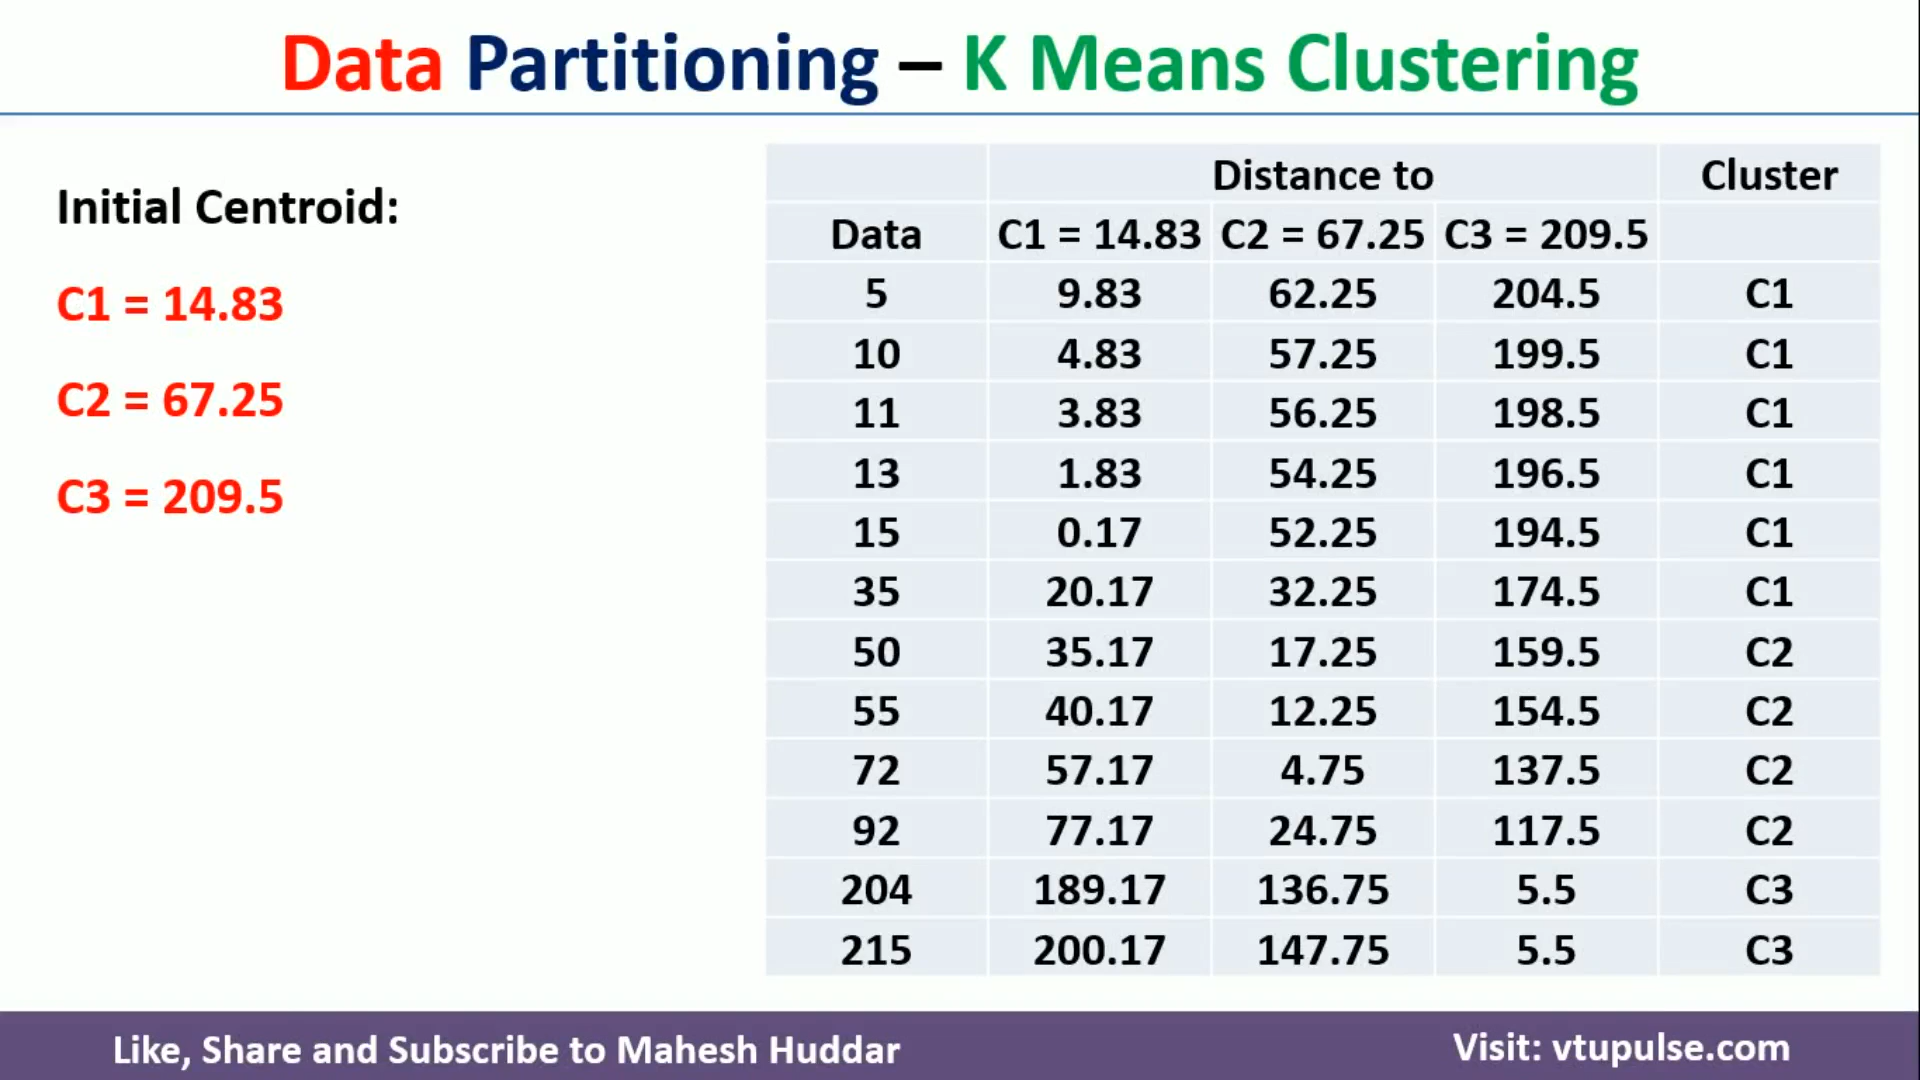 Data Partitioning – K Means Clustering
Initial Centroid:
C1 = 14.83
C2 = 67.25
C3 = 209.5
Distance to Cluster
Data C1 = 14.83 C2 = 67.25 C3 = 209.5
5 9.83 62.25 204.5 C1
10 4.83 57.25 199.5 C1
11 3.83 56.25 198.5 C1
13 1.83 54.25 196.5 C1
15 0.17 52.25 194.5 C1
35 20.17 32.25 174.5 C1
50 35.17 17.25 159.5 C2
55 40.17 12.25 154.5 C2
72 57.17 4.75 137.5 C2
92 77.17 24.75 117.5 C2
204 189.17 136.75 5.5 C3
215 200.17 147.75 5.5 C3
Like, Share and Subscribe to Mahesh Huddar
Visit: vtupulse.com